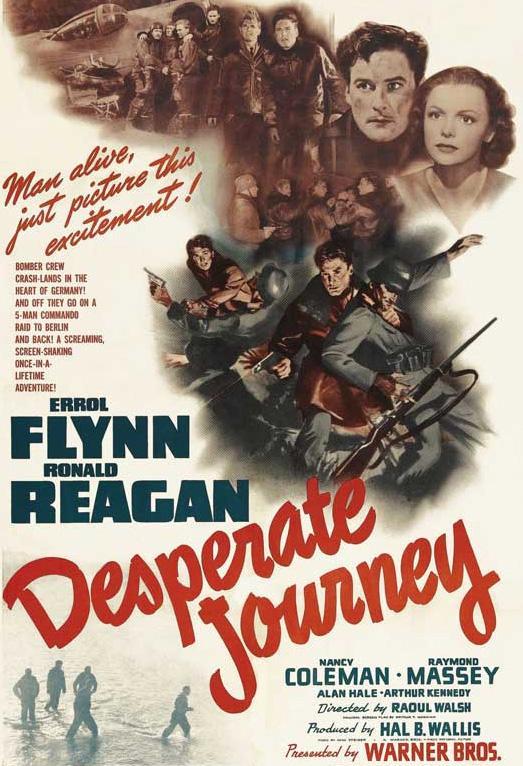 Man alive,
just picture this
excitement!
BOMBER CREW
CRASH-LANDS IN THE
HEART OF GERMANY!
AND OFF THEY GO ON A
5-MAN COMMANDO
RAID TO BERLIN
AND BACK! A SCREAMING,
SCREEN-SHAKING
ONCE-IN-A-
LIFETIME
ADVENTURE!
ERROL
FLYNN
RONALD
REAGAN
Desperate
Journey
NANCY
COLEMAN ·
RAYMOND
MASSEY
ALAN HALE · ARTHUR KENNEDY
Directed by RAOUL WALSH
Produced by HAL B. WALLIS
Presented by WARNER BROS.